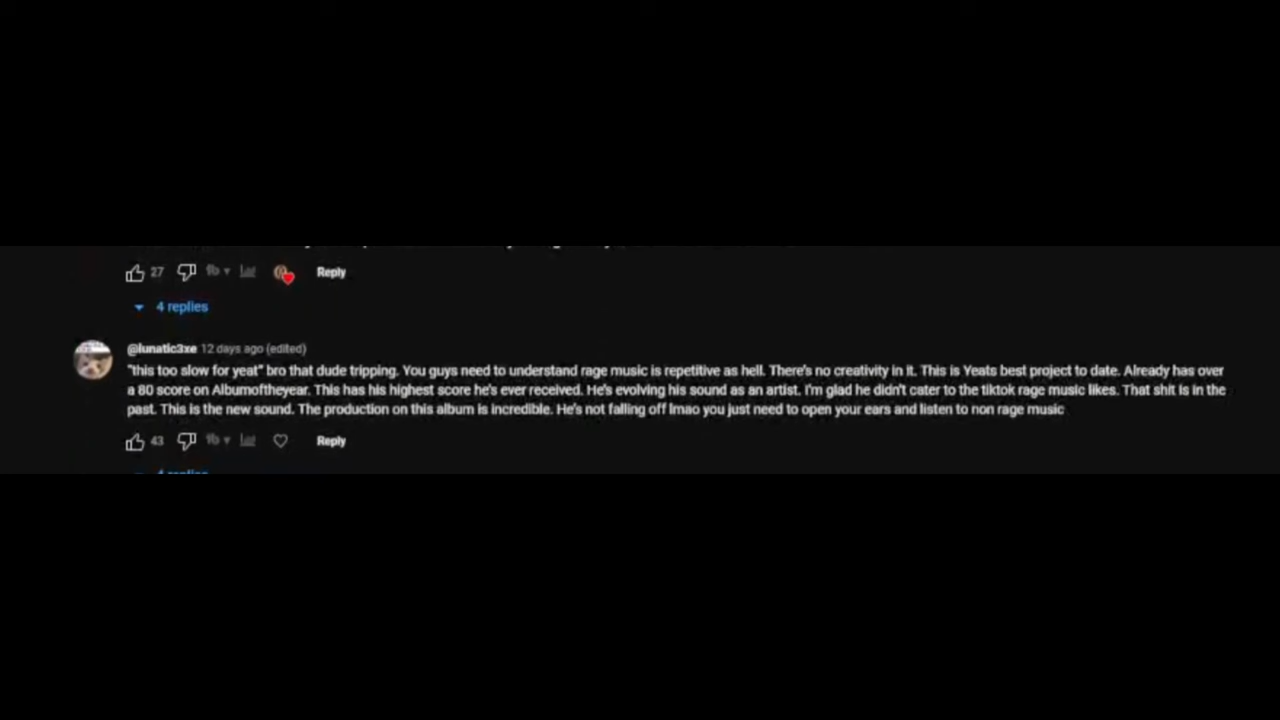 27 Reply
4 replies
@lunatic3xe 12 days ago (edited)
"this too slow for yeat" bro that dude tripping. You guys need to understand rage music is repetitive as hell. There's no creativity in it. This is Yeats best project to date. Already has over
a 80 score on Albumoftheyear. This has his highest score he's ever received. He's evolving his sound as an artist. I'm glad he didn't cater to the tiktok rage music likes. That shit is in the
past. This is the new sound. The production on this album is incredible. He's not falling off lmao you just need to open your ears and listen to non rage music
43 Reply
4 replies